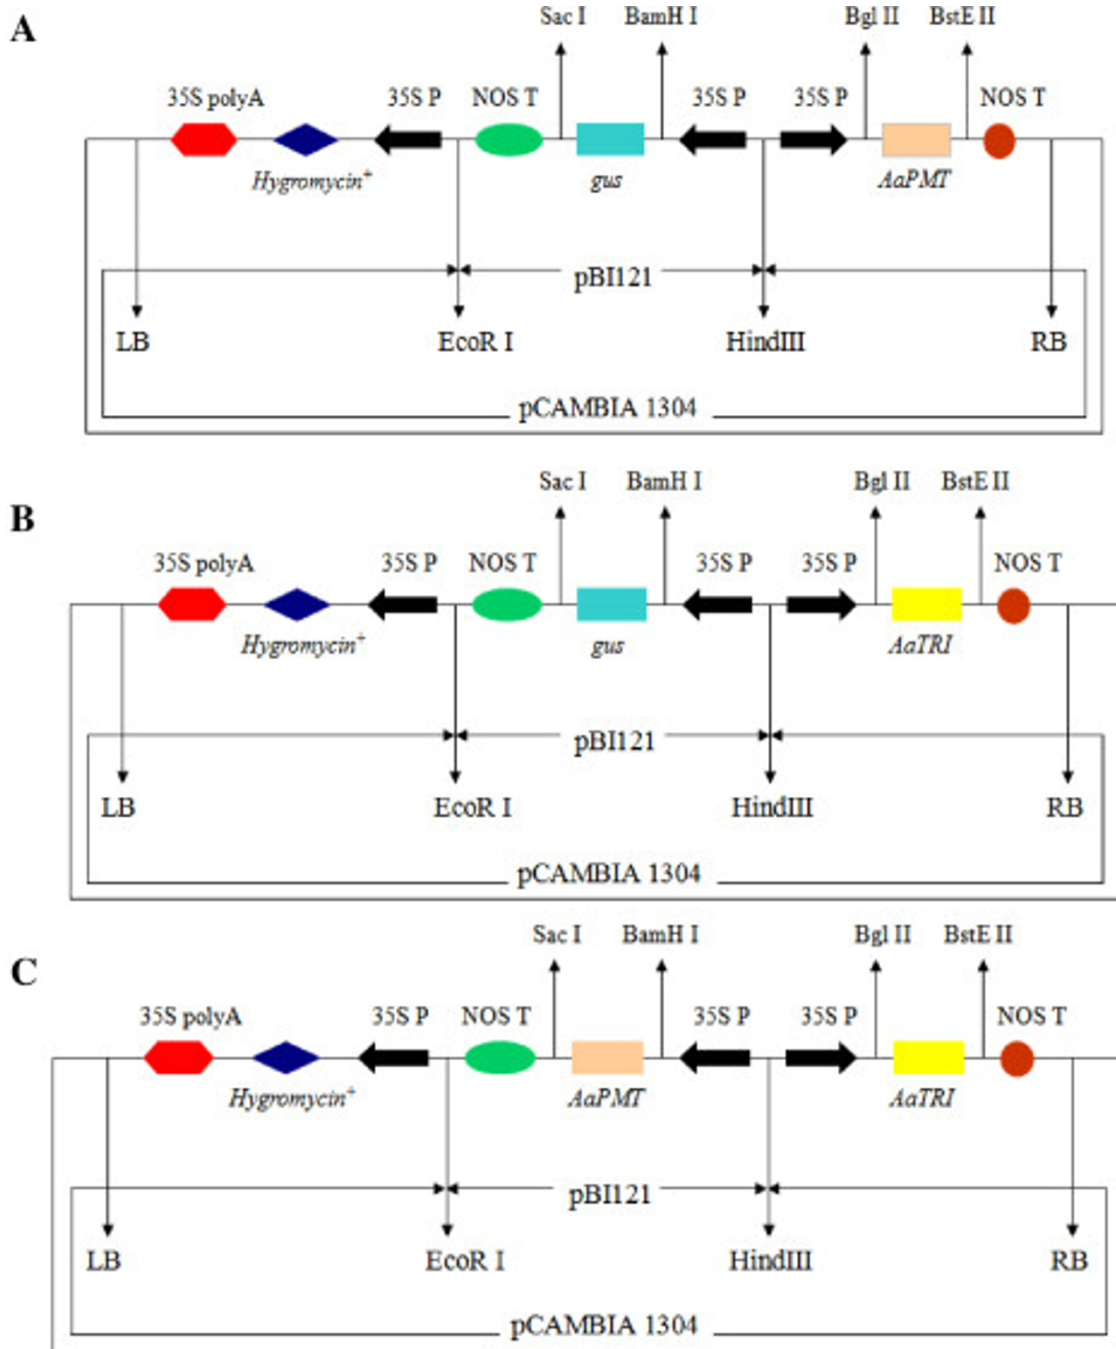 A
Sac I BamH I Bgl II BstE II
35S polyA 35S P NOS T 35S P 35S P NOS T
Hygromycin+ gus AaPMT
pBI121
LB EcoR I HindIII RB
pCAMBIA 1304
B
Sac I BamH I Bgl II BstE II
35S polyA 35S P NOS T 35S P 35S P NOS T
Hygromycin+ gus AaTRI
pBI121
LB EcoR I HindIII RB
pCAMBIA 1304
C
Sac I BamH I Bgl II BstE II
35S polyA 35S P NOS T 35S P 35S P NOS T
Hygromycin+ AaPMT AaTRI
pBI121
LB EcoR I HindIII RB
pCAMBIA 1304